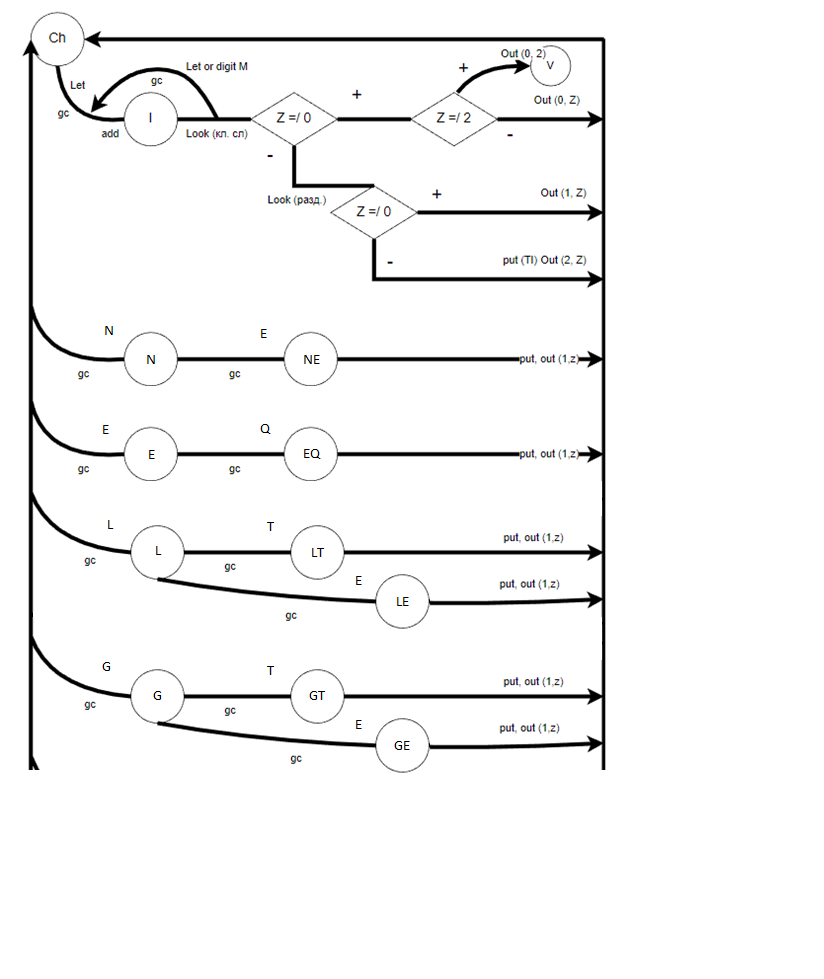 Ch
Out (0, 2)
V
Let or digit M
gc
+
Let
+
Out (0, Z)
gc
I
Z =/ 0
Z =/ 2
add
Look (кл. сл)
-
-
Look (разд.)
+
Out (1, Z)
Z =/ 0
-
put (TI) Out (2, Z)
N
E
N
NE
put, out (1,z)
gc
gc
E
Q
E
EQ
put, out (1,z)
gc
gc
L
T
put, out (1,z)
L
LT
gc
gc
E
put, out (1,z)
LE
gc
G
T
put, out (1,z)
G
GT
gc
gc
E
put, out (1,z)
GE
gc